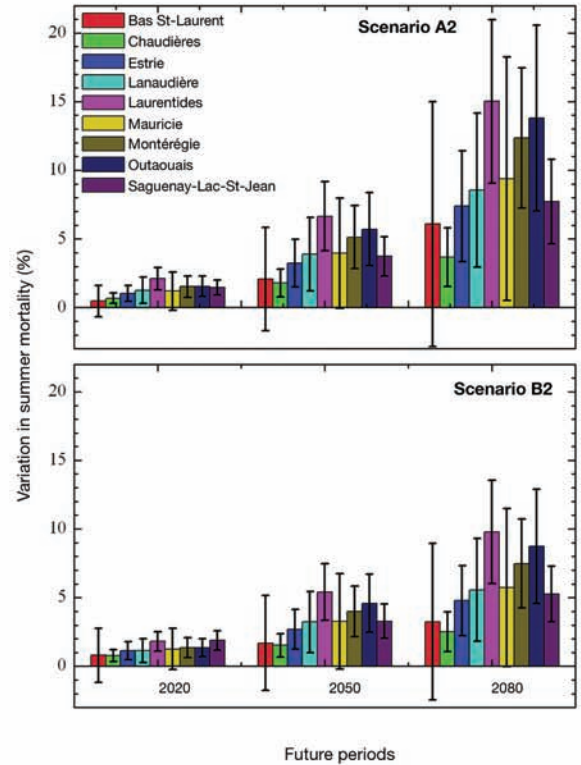 Scenario A2
Bas St-Laurent
Chaudières
Estrie
Lanaudière
Laurentides
Mauricie
Montérégie
Outaouais
Saguenay-Lac-St-Jean
20
15
10
5
0
Variation in summer mortality (%)
Scenario B2
20
15
10
5
0
2020 2050 2080
Future periods